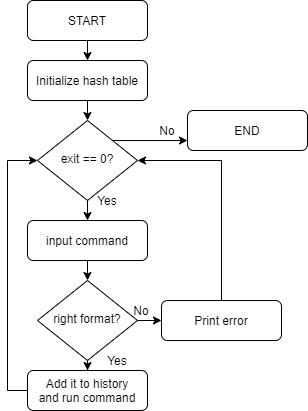 START
Initialize hash table
No
END
exit == 0?
Yes
input command
right format?
No
Print error
Yes
Add it to history
and run command